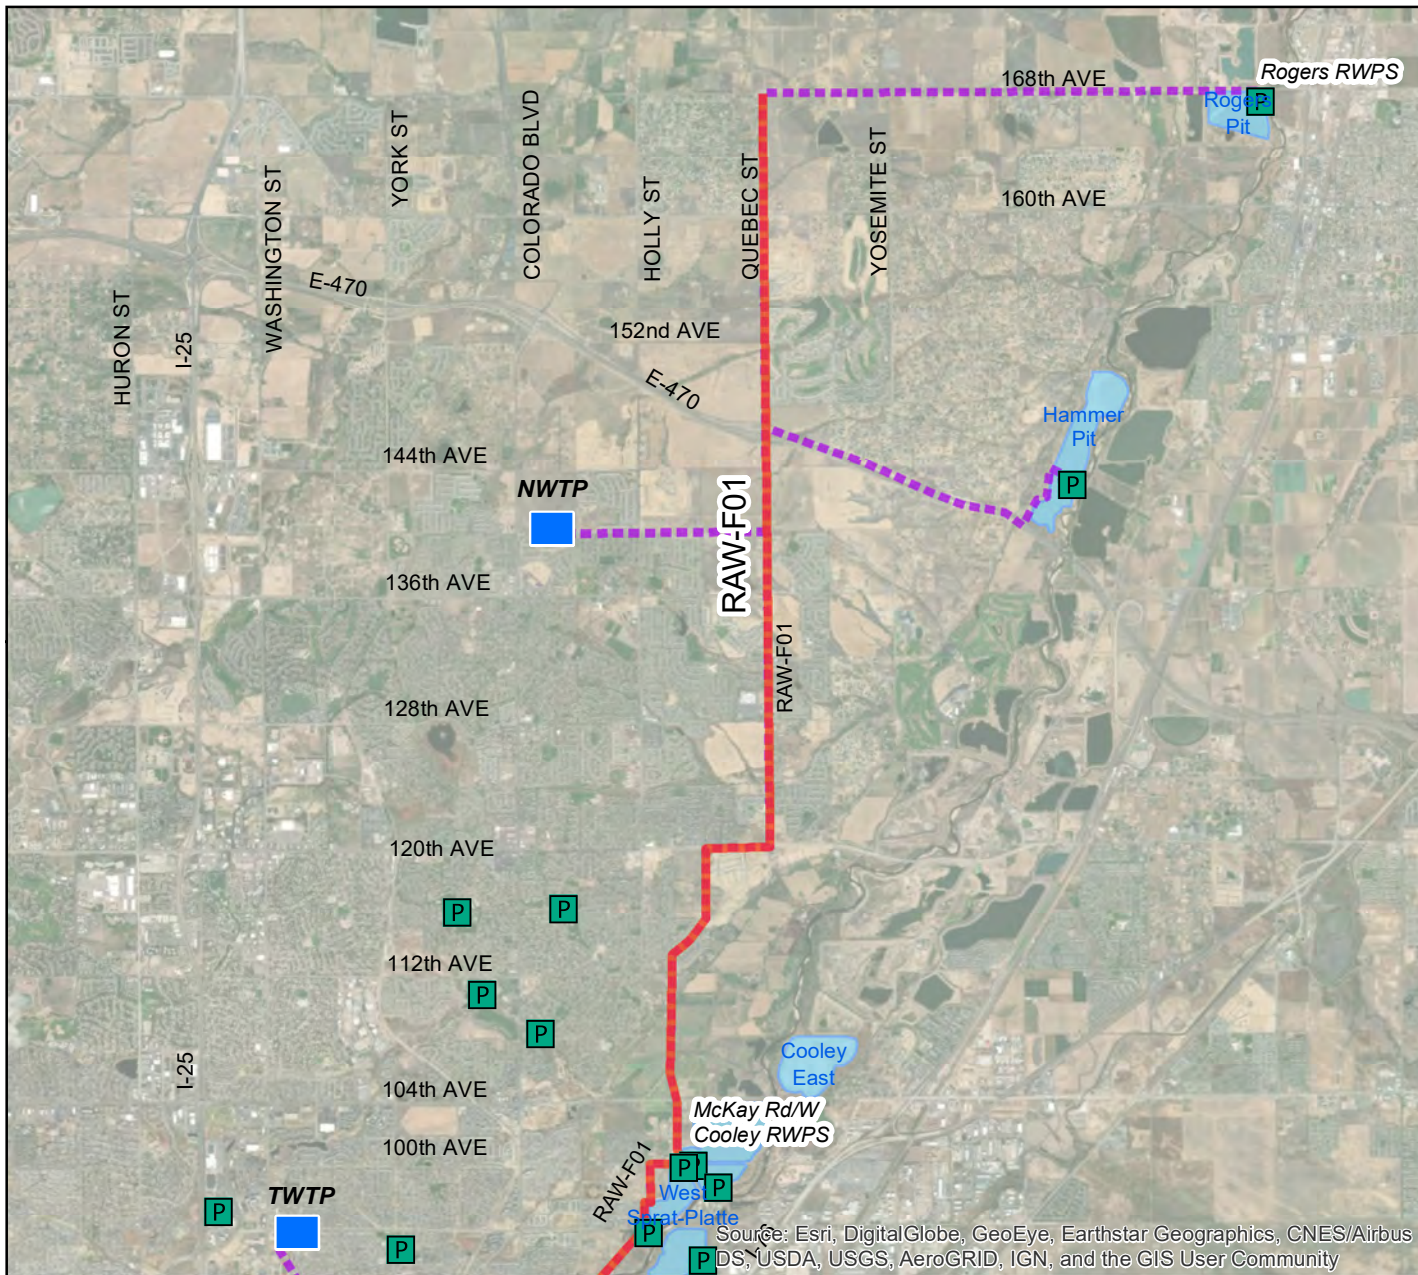 Rogers RWPS
168th AVE
Rogers
Pit
P
COLORADO BLVD
YORK ST
YOSEMITE ST
QUEBEC ST
WASHINGTON ST
HOLLY ST
160th AVE
E-470
HURON ST
I-25
152nd AVE
E-470
Hammer
Pit
144th AVE
NWTP
P
RAW-F01
136th AVE
RAW-F01
128th AVE
120th AVE
P
P
112th AVE
P
P
Cooley
East
I-25
104th AVE
McKay Rd/W
Cooley RWPS
100th AVE
RAW-F01
P
P
P
West
Sprat-Platte
TWTP
P
P
P
P
I-76
Source: Esri, DigitalGlobe, GeoEye, Earthstar Geographics, CNES/Airbus
DS, USDA, USGS, AeroGRID, IGN, and the GIS User Community